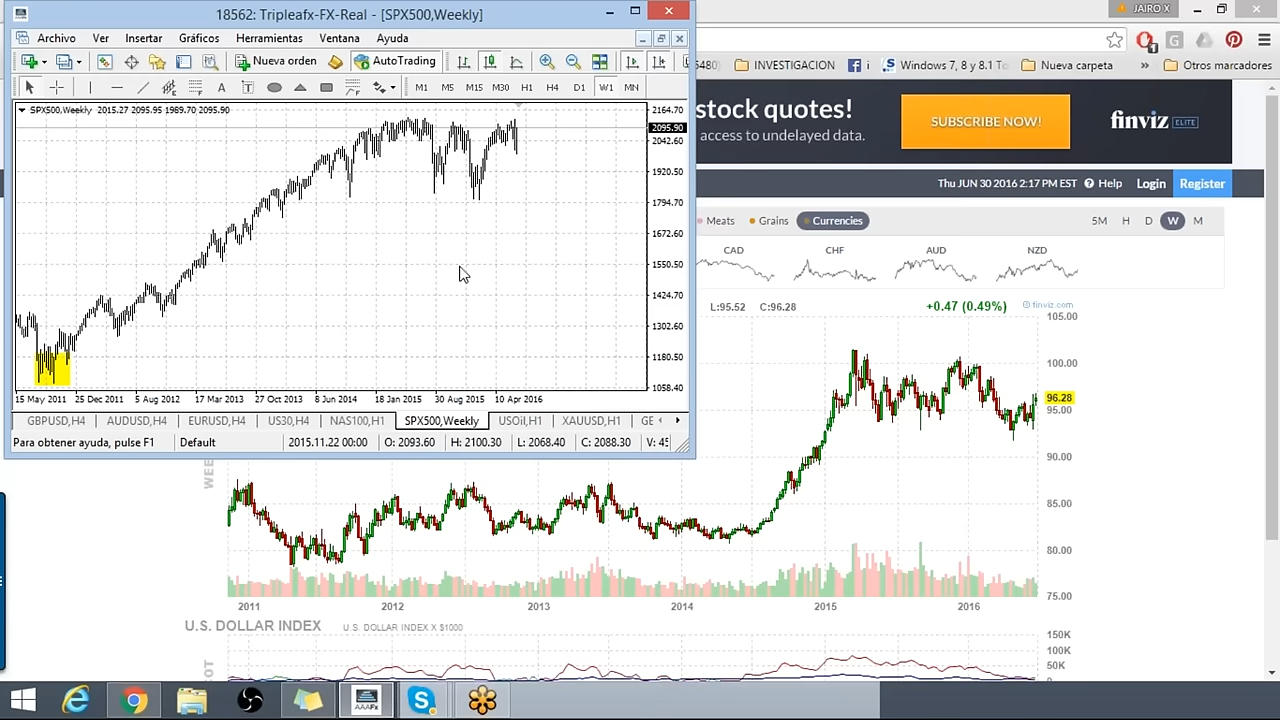 18562: Tripleafx-FX-Real - [SPX500,Weekly]
JAIRO X
Archivo Ver Insertar Gráficos Herramientas Ventana Ayuda
INVESTIGACION
Windows 7, 8 y 8.1 To
Nueva carpeta
»
Otros marcadores
Nueva orden
AutoTrading
M1 M5 M15 M30 H1 H4 D1 W1 MN
SPX500,Weekly 2015.27 2095.95 1989.70 2095.90
2164.70
2095.90
2042.60
1920.50
1794.70
1672.60
1550.50
1424.70
1302.60
1180.50
1058.40
15 May 2011 25 Dec 2011 5 Aug 2012 17 Mar 2013 27 Oct 2013 8 Jun 2014 18 Jan 2015 30 Aug 2015 10 Apr 2016
GBPUSD,H4 AUDUSD,H4 EURUSD,H4 US30,H4 NAS100,H1 SPX500,Weekly USOil,H1 XAUUSD,H1 GE
Para obtener ayuda, pulse F1 Default 2015.11.22 00:00 O: 2093.60 H: 2100.30 L: 2068.40 C: 2088.30 V: 45
stock quotes!
access to undelayed data.
SUBSCRIBE NOW!
finviz ELITE
Thu JUN 30 2016 2:17 PM EST Help Login Register
Meats Grains Currencies 5M H D W M
CAD CHF AUD NZD
L:95.52 C:96.28 +0.47 (0.49%) © finviz.com
105.00
100.00
96.28
95.00
90.00
85.00
80.00
75.00
2011 2012 2013 2014 2015 2016
U.S. DOLLAR INDEX U.S. DOLLAR INDEX X $1000
150K
100K
50K
0